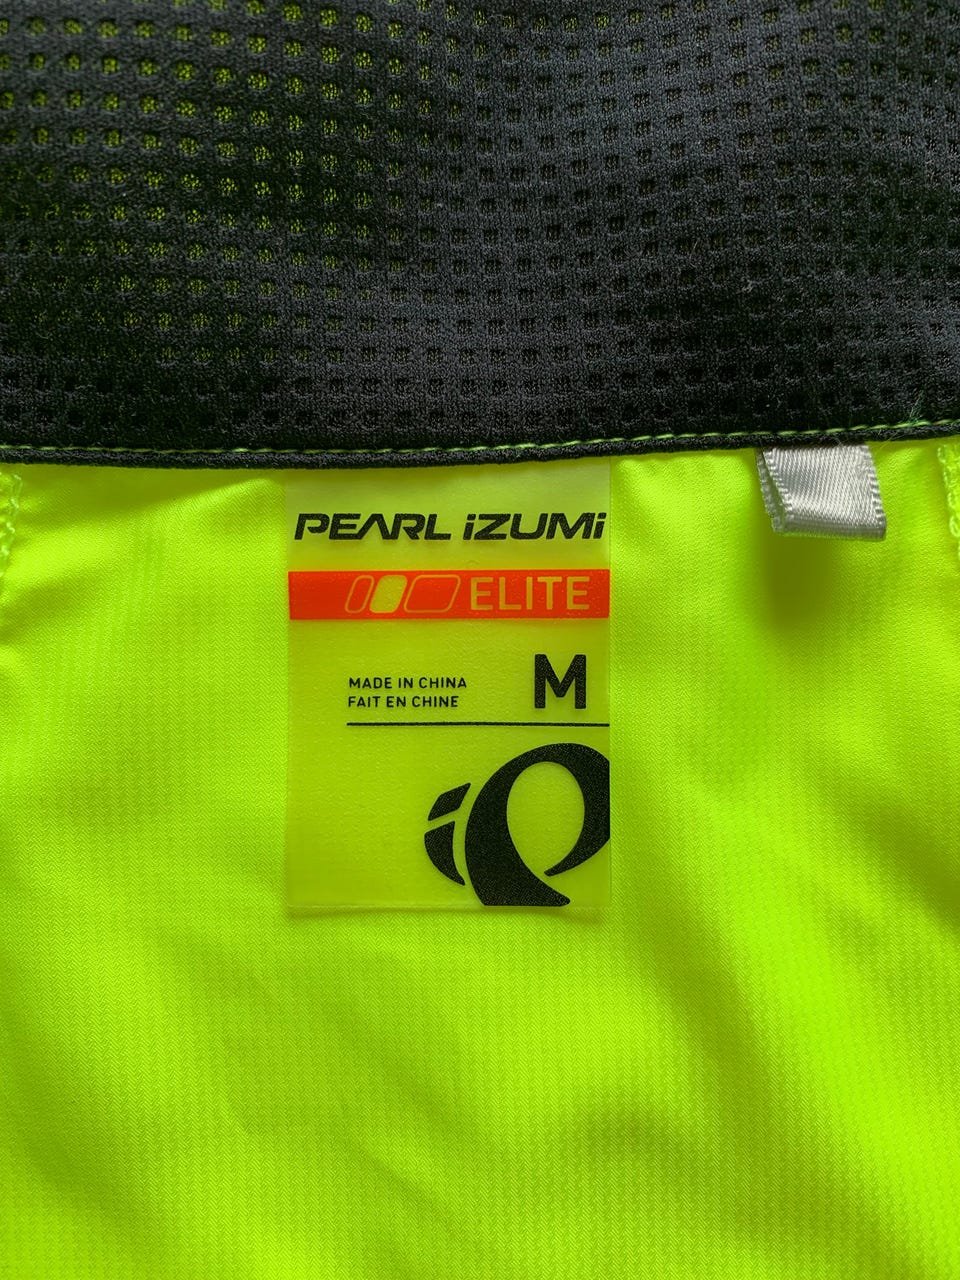 PEARL iZUMi
ELITE
M
MADE IN CHINA
FAIT EN CHINE